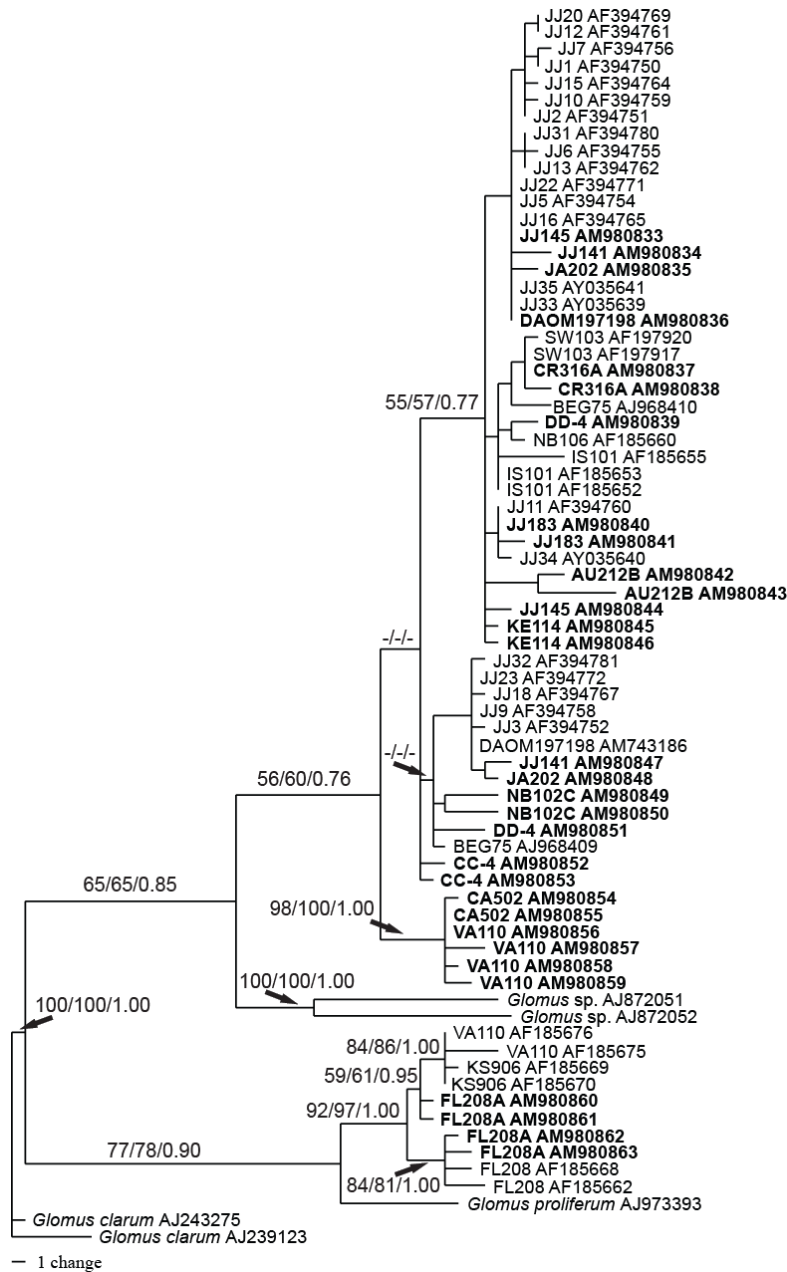 JJ20 AF394769
JJ12 AF394761
JJ7 AF394756
JJ1 AF394750
JJ15 AF394764
JJ10 AF394759
JJ2 AF394751
JJ31 AF394780
JJ6 AF394755
JJ13 AF394762
JJ22 AF394771
JJ5 AF394754
JJ16 AF394765
JJ145 AM980833
JJ141 AM980834
JA202 AM980835
JJ35 AY035641
JJ33 AY035639
DAOM197198 AM980836
SW103 AF197920
SW103 AF197917
CR316A AM980837
CR316A AM980838
55/57/0.77
BEG75 AJ968410
DD-4 AM980839
NB106 AF185660
IS101 AF185655
IS101 AF185653
IS101 AF185652
JJ11 AF394760
JJ183 AM980840
JJ183 AM980841
JJ34 AY035640
AU212B AM980842
AU212B AM980843
JJ145 AM980844
KE114 AM980845
-/-/-
KE114 AM980846
JJ32 AF394781
JJ23 AF394772
JJ18 AF394767
JJ9 AF394758
JJ3 AF394752
DAOM197198 AM743186
-/-/-
JJ141 AM980847
JA202 AM980848
56/60/0.76
NB102C AM980849
NB102C AM980850
DD-4 AM980851
BEG75 AJ968409
CC-4 AM980852
CC-4 AM980853
65/65/0.85
CA502 AM980854
98/100/1.00
CA502 AM980855
VA110 AM980856
VA110 AM980857
VA110 AM980858
100/100/1.00
VA110 AM980859
Glomus sp. AJ872051
100/100/1.00
Glomus sp. AJ872052
VA110 AF185676
84/86/1.00
VA110 AF185675
KS906 AF185669
59/61/0.95
KS906 AF185670
FL208A AM980860
92/97/1.00
FL208A AM980861
FL208A AM980862
77/78/0.90
FL208A AM980863
FL208 AF185668
84/81/1.00
FL208 AF185662
Glomus proliferum AJ973393
Glomus clarum AJ243275
Glomus clarum AJ239123
1 change